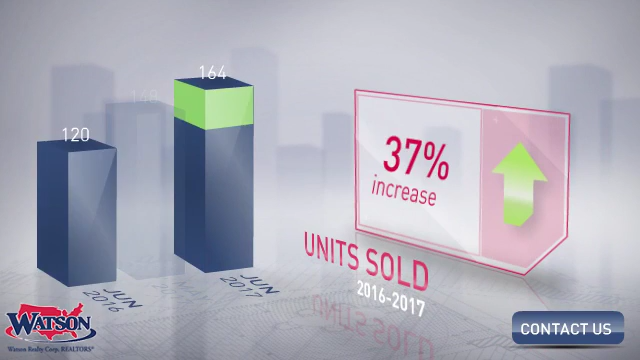 164
120
168
37%
increase
UNITS SOLD
2016-2017
JUN
2016
JUN
2017
WATSON
Watson Realty Corp. REALTORS®
CONTACT US